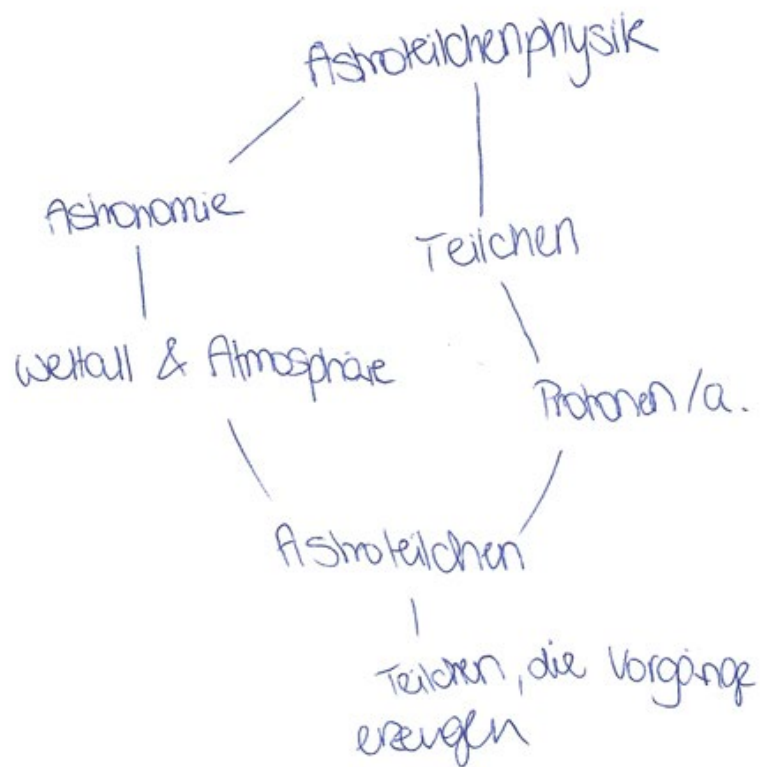 Astroteilchenphysik
Astronomie
Teilchen
Weltall & Atmosphäre
Protonen/a.
Astroteilchen
Teilchen, die Vorgänge
erzeugen